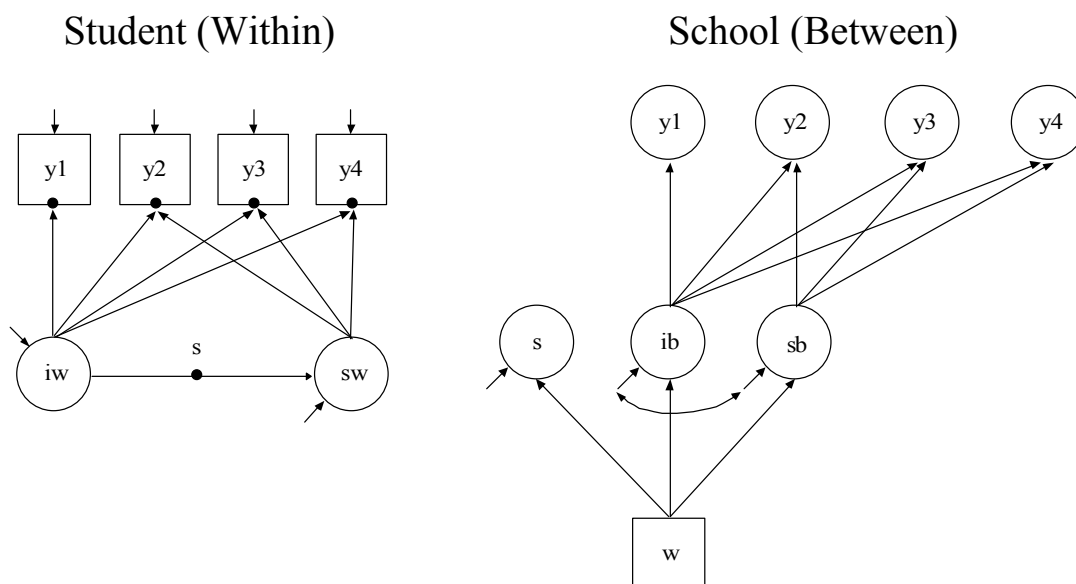 Student (Within)
School (Between)
y1 y2 y3 y4
y1 y2 y3 y4
s
iw sw
s ib sb
w